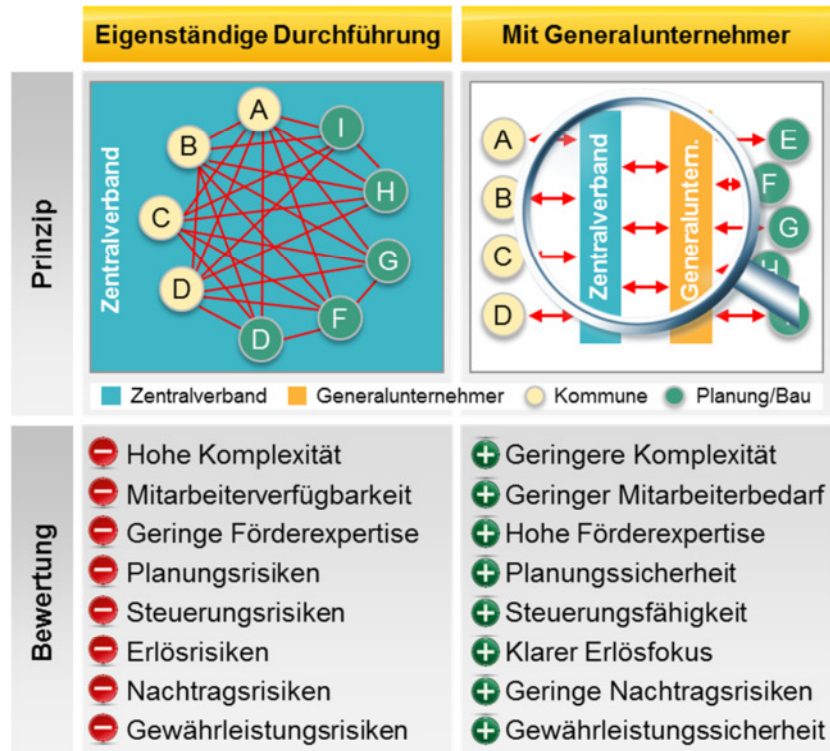 Eigenständige Durchführung
Mit Generalunternehmer
Prinzip
Zentralverband
A
B
C
D
I
H
G
F
D
A
B
C
D
Zentralverband
Generaluntern.
E
F
G
H
Zentralverband
Generalunternehmer
Kommune
Planung/Bau
Bewertung
Hohe Komplexität
Mitarbeiterverfügbarkeit
Geringe Förderexpertise
Planungsrisiken
Steuerungsrisiken
Erlösrisiken
Nachtragsrisiken
Gewährleistungsrisiken
Geringere Komplexität
Geringer Mitarbeiterbedarf
Hohe Förderexpertise
Planungssicherheit
Steuerungsfähigkeit
Klarer Erlösfokus
Geringe Nachtragsrisiken
Gewährleistungssicherheit